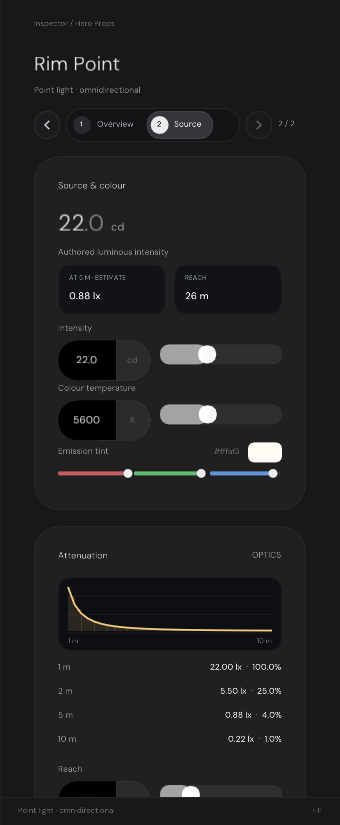 Inspector / Hero Props
Rim Point
Point light · omnidirectional
1 Overview 2 Source 2 / 2
Source & colour
22.0 cd
Authored luminous intensity
AT 5 M · ESTIMATE REACH
0.88 lx 26 m
Intensity
22.0 cd
Colour temperature
5600 K
Emission tint #fffaf3
Attenuation OPTICS
1 m 10 m
1 m 22.00 lx · 100.0%
2 m 5.50 lx · 25.0%
5 m 0.88 lx · 4.0%
10 m 0.22 lx · 1.0%
Reach
Point light · omnidirectional